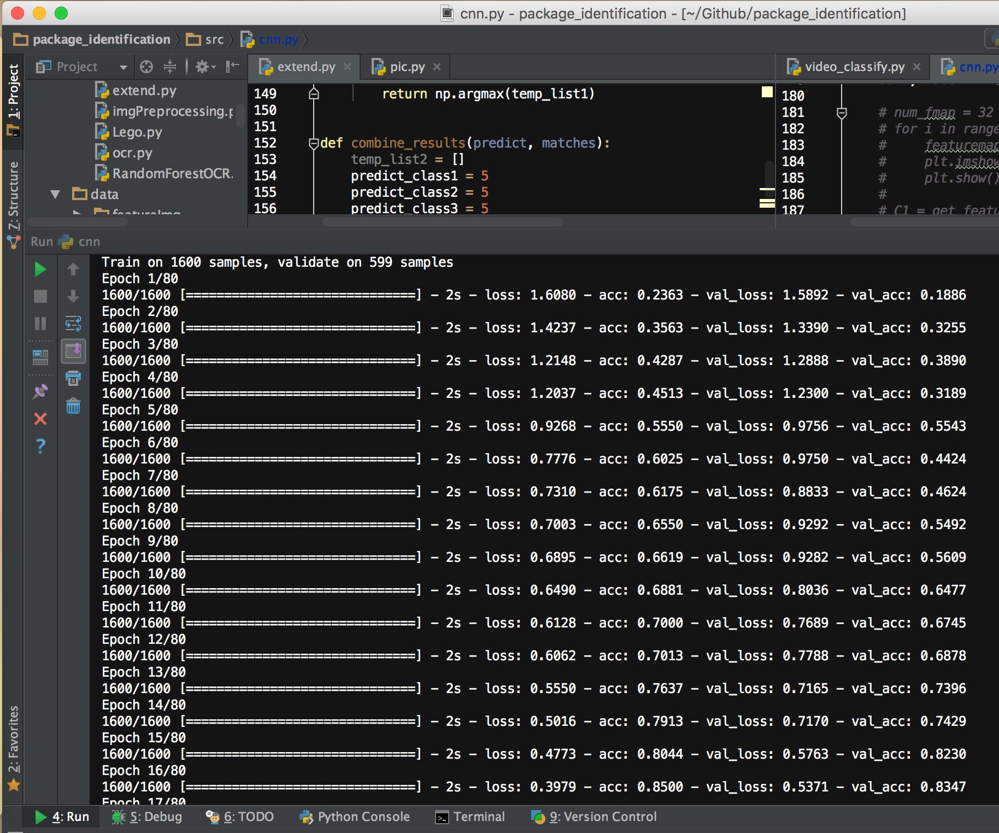 cnn.py - package_identification - [~/Github/package_identification]
package_identification src cnn.py
1: Project
7: Structure
2: Favorites
Project
extend.py
imgPreprocessing.p
Lego.py
ocr.py
RandomForestOCR.
data
featureImg
extend.py pic.py
149 return np.argmax(temp_list1)
150
151
152 def combine_results(predict, matches):
153 temp_list2 = []
154 predict_class1 = 5
155 predict_class2 = 5
156 predict_class3 = 5
video_classify.py cnn.py
180
181 # num_fmap = 32
182 # for i in range
183 # featuremap
184 # plt.imshow
185 # plt.show()
186 #
187 # C1 = get_featu
Run cnn
Train on 1600 samples, validate on 599 samples
Epoch 1/80
1600/1600 [==============================] - 2s - loss: 1.6080 - acc: 0.2363 - val_loss: 1.5892 - val_acc: 0.1886
Epoch 2/80
1600/1600 [==============================] - 2s - loss: 1.4237 - acc: 0.3563 - val_loss: 1.3390 - val_acc: 0.3255
Epoch 3/80
1600/1600 [==============================] - 2s - loss: 1.2148 - acc: 0.4287 - val_loss: 1.2888 - val_acc: 0.3890
Epoch 4/80
1600/1600 [==============================] - 2s - loss: 1.2037 - acc: 0.4513 - val_loss: 1.2300 - val_acc: 0.3189
Epoch 5/80
1600/1600 [==============================] - 2s - loss: 0.9268 - acc: 0.5550 - val_loss: 0.9756 - val_acc: 0.5543
Epoch 6/80
1600/1600 [==============================] - 2s - loss: 0.7776 - acc: 0.6025 - val_loss: 0.9750 - val_acc: 0.4424
Epoch 7/80
1600/1600 [==============================] - 2s - loss: 0.7310 - acc: 0.6175 - val_loss: 0.8833 - val_acc: 0.4624
Epoch 8/80
1600/1600 [==============================] - 2s - loss: 0.7003 - acc: 0.6550 - val_loss: 0.9292 - val_acc: 0.5492
Epoch 9/80
1600/1600 [==============================] - 2s - loss: 0.6895 - acc: 0.6619 - val_loss: 0.9282 - val_acc: 0.5609
Epoch 10/80
1600/1600 [==============================] - 2s - loss: 0.6490 - acc: 0.6881 - val_loss: 0.8036 - val_acc: 0.6477
Epoch 11/80
1600/1600 [==============================] - 2s - loss: 0.6128 - acc: 0.7000 - val_loss: 0.7689 - val_acc: 0.6745
Epoch 12/80
1600/1600 [==============================] - 2s - loss: 0.6062 - acc: 0.7013 - val_loss: 0.7788 - val_acc: 0.6878
Epoch 13/80
1600/1600 [==============================] - 2s - loss: 0.5550 - acc: 0.7637 - val_loss: 0.7165 - val_acc: 0.7396
Epoch 14/80
1600/1600 [==============================] - 2s - loss: 0.5016 - acc: 0.7913 - val_loss: 0.7170 - val_acc: 0.7429
Epoch 15/80
1600/1600 [==============================] - 2s - loss: 0.4773 - acc: 0.8044 - val_loss: 0.5763 - val_acc: 0.8230
Epoch 16/80
1600/1600 [==============================] - 2s - loss: 0.3979 - acc: 0.8500 - val_loss: 0.5371 - val_acc: 0.8347
Epoch 17/80
4: Run 5: Debug 6: TODO Python Console Terminal 9: Version Control